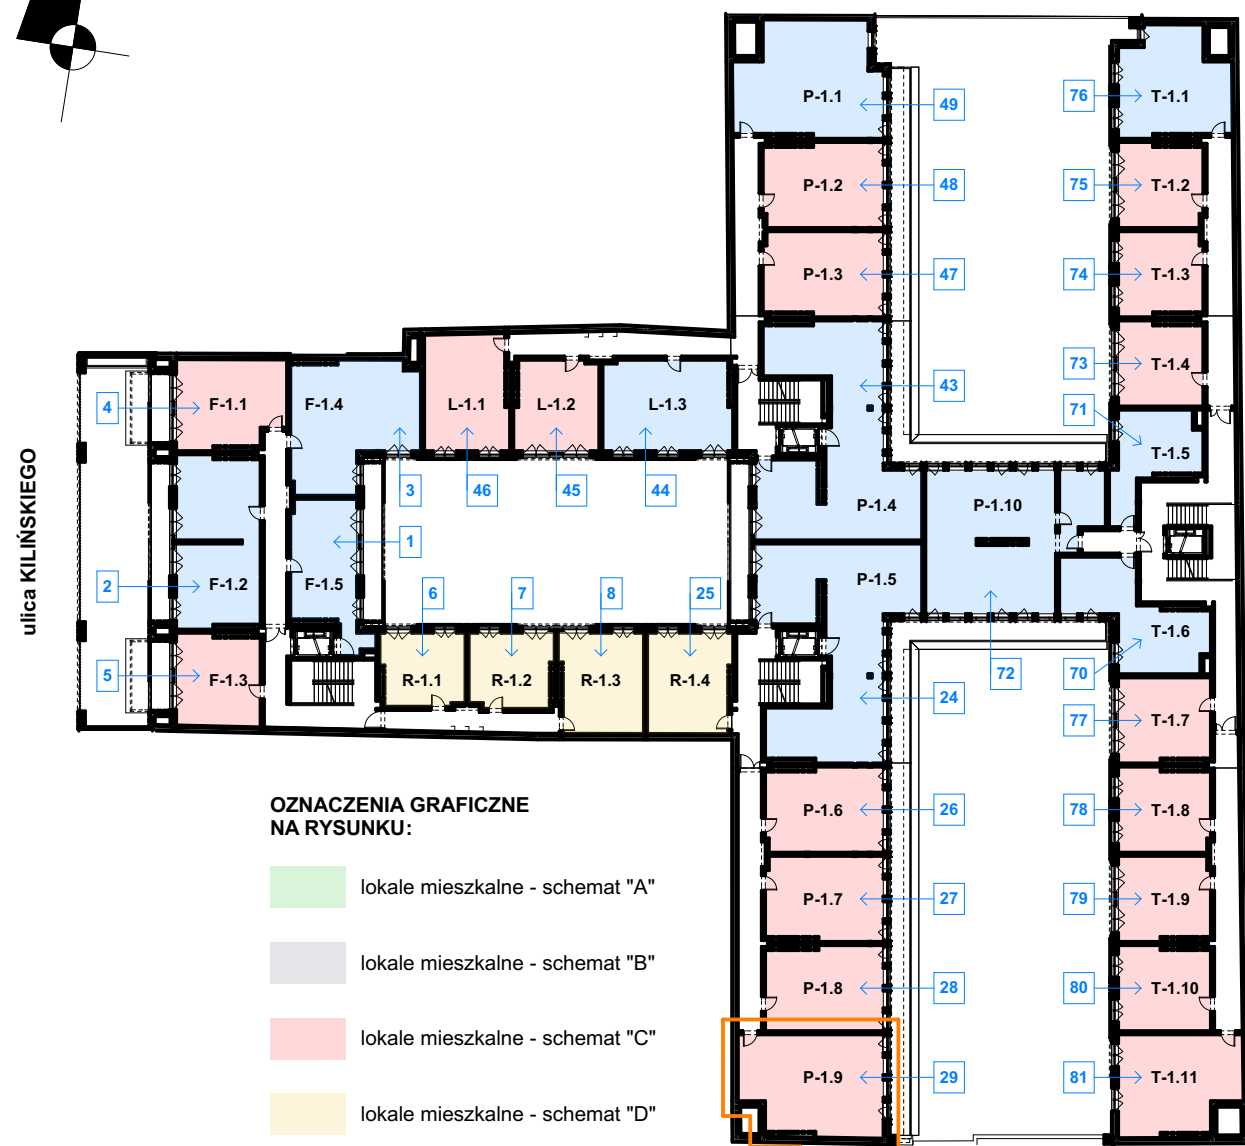 P-1.1
49
76
T-1.1
P-1.2
48
75
T-1.2
P-1.3
47
74
T-1.3
43
73
T-1.4
71
T-1.5
4
F-1.1
F-1.4
L-1.1
L-1.2
L-1.3
3
46
45
44
P-1.4
P-1.10
ulica KILIŃSKIEGO
1
2
F-1.2
F-1.5
P-1.5
6
7
8
25
T-1.6
5
F-1.3
R-1.1
R-1.2
R-1.3
R-1.4
24
72
70
77
T-1.7
P-1.6
26
78
T-1.8
P-1.7
27
79
T-1.9
P-1.8
28
80
T-1.10
P-1.9
29
81
T-1.11
OZNACZENIA GRAFICZNE
NA RYSUNKU:
lokale mieszkalne - schemat "A"
lokale mieszkalne - schemat "B"
lokale mieszkalne - schemat "C"
lokale mieszkalne - schemat "D"